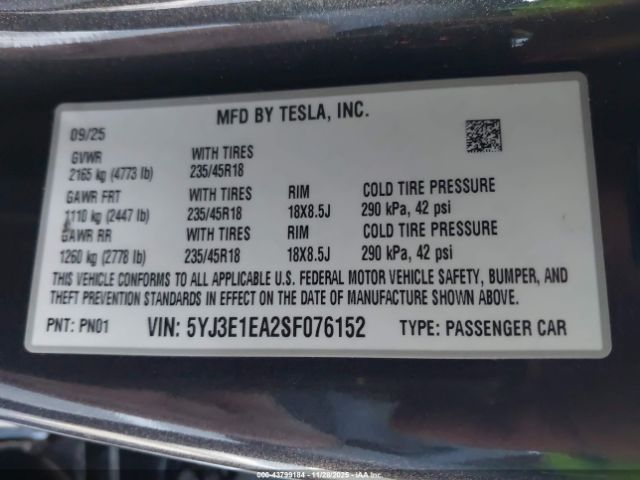 MFD BY TESLA, INC.
09/25
GVWR WITH TIRES
2165 kg (4773 lb) 235/45R18
GAWR FRT WITH TIRES RIM COLD TIRE PRESSURE
1110 kg (2447 lb) 235/45R18 18X8.5J 290 kPa, 42 psi
GAWR RR WITH TIRES RIM COLD TIRE PRESSURE
1260 kg (2778 lb) 235/45R18 18X8.5J 290 kPa, 42 psi
THIS VEHICLE CONFORMS TO ALL APPLICABLE U.S. FEDERAL MOTOR VEHICLE SAFETY, BUMPER, AND
THEFT PREVENTION STANDARDS IN EFFECT ON THE DATE OF MANUFACTURE SHOWN ABOVE.
PNT: PN01 VIN: 5YJ3E1EA2SF076152 TYPE: PASSENGER CAR
000-43799184 - 11/28/2025 - IAAI.COM